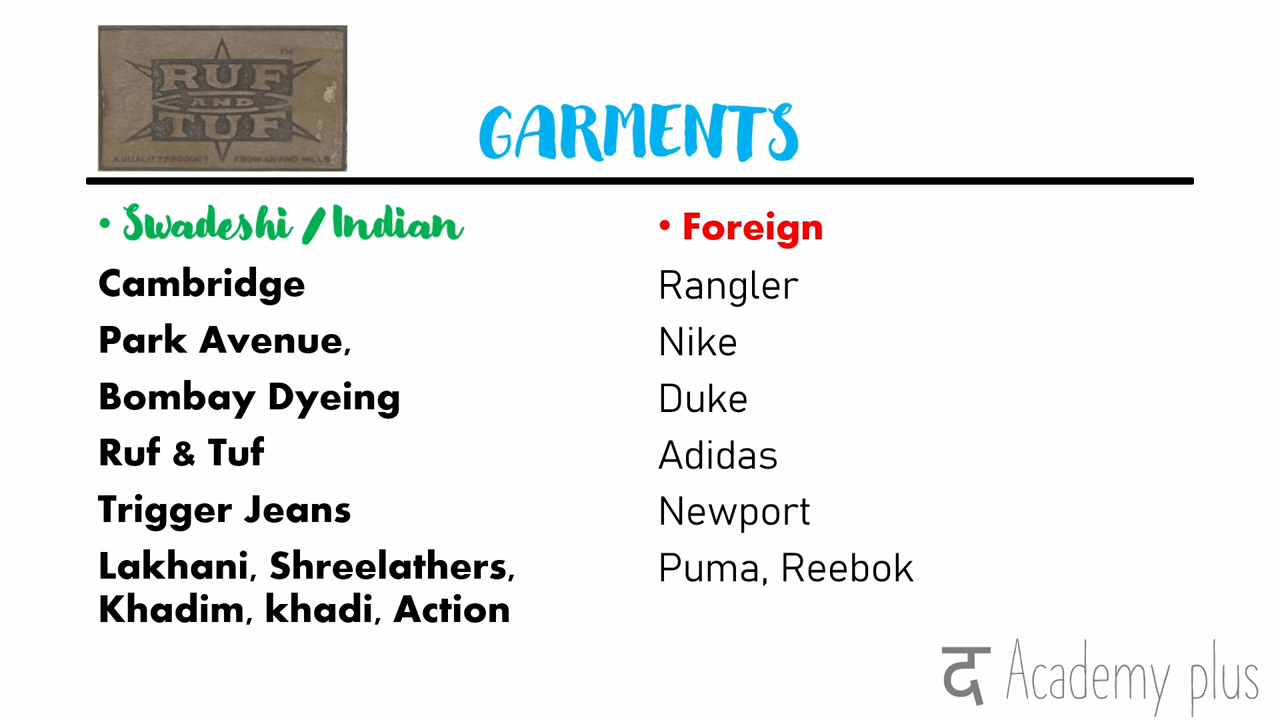 RUF
AND
TUF
TM
A QUALITY PRODUCT FROM ARVIND MILLS
GARMENTS
• Swadeshi / Indian
Cambridge
Park Avenue,
Bombay Dyeing
Ruf & Tuf
Trigger Jeans
Lakhani, Shreelathers,
Khadim, khadi, Action
• Foreign
Rangler
Nike
Duke
Adidas
Newport
Puma, Reebok
द Academy plus